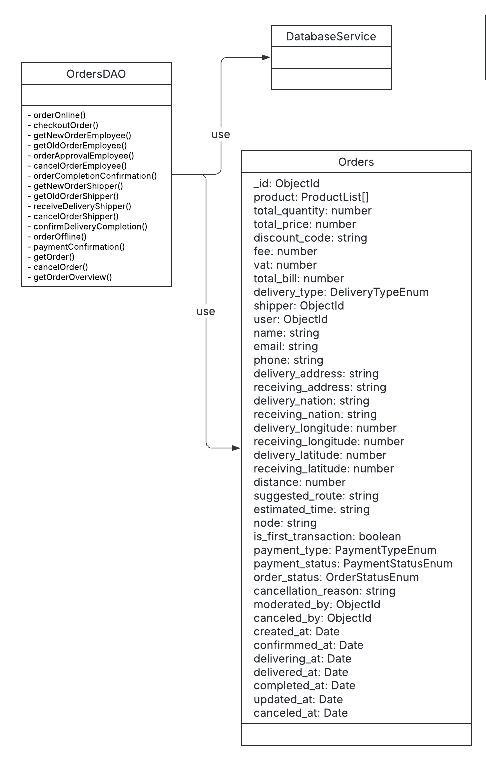 DatabaseService
OrdersDAO
- orderOnline()
- checkoutOrder()
- getNewOrderEmployee()
- getOldOrderEmployee()
- orderApprovalEmployee()
- cancelOrderEmployee()
- orderCompletionConfirmation()
- getNewOrderShipper()
- getOldOrderShipper()
- receiveDeliveryShipper()
- cancelOrderShipper()
- confirmDeliveryCompletion()
- orderOffline()
- paymentConfirmation()
- getOrder()
- cancelOrder()
- getOrderOverview()
use
use
Orders
_id: ObjectId
product: ProductList[]
total_quantity: number
total_price: number
discount_code: string
fee: number
vat: number
total_bill: number
delivery_type: DeliveryTypeEnum
shipper: ObjectId
user: ObjectId
name: string
email: string
phone: string
delivery_address: string
receiving_address: string
delivery_nation: string
receiving_nation: string
delivery_longitude: number
receiving_longitude: number
delivery_latitude: number
receiving_latitude: number
distance: number
suggested_route: string
estimated_time: string
node: string
is_first_transaction: boolean
payment_type: PaymentTypeEnum
payment_status: PaymentStatusEnum
order_status: OrderStatusEnum
cancellation_reason: string
moderated_by: ObjectId
canceled_by: ObjectId
created_at: Date
confirmmed_at: Date
delivering_at: Date
delivered_at: Date
completed_at: Date
updated_at: Date
canceled_at: Date